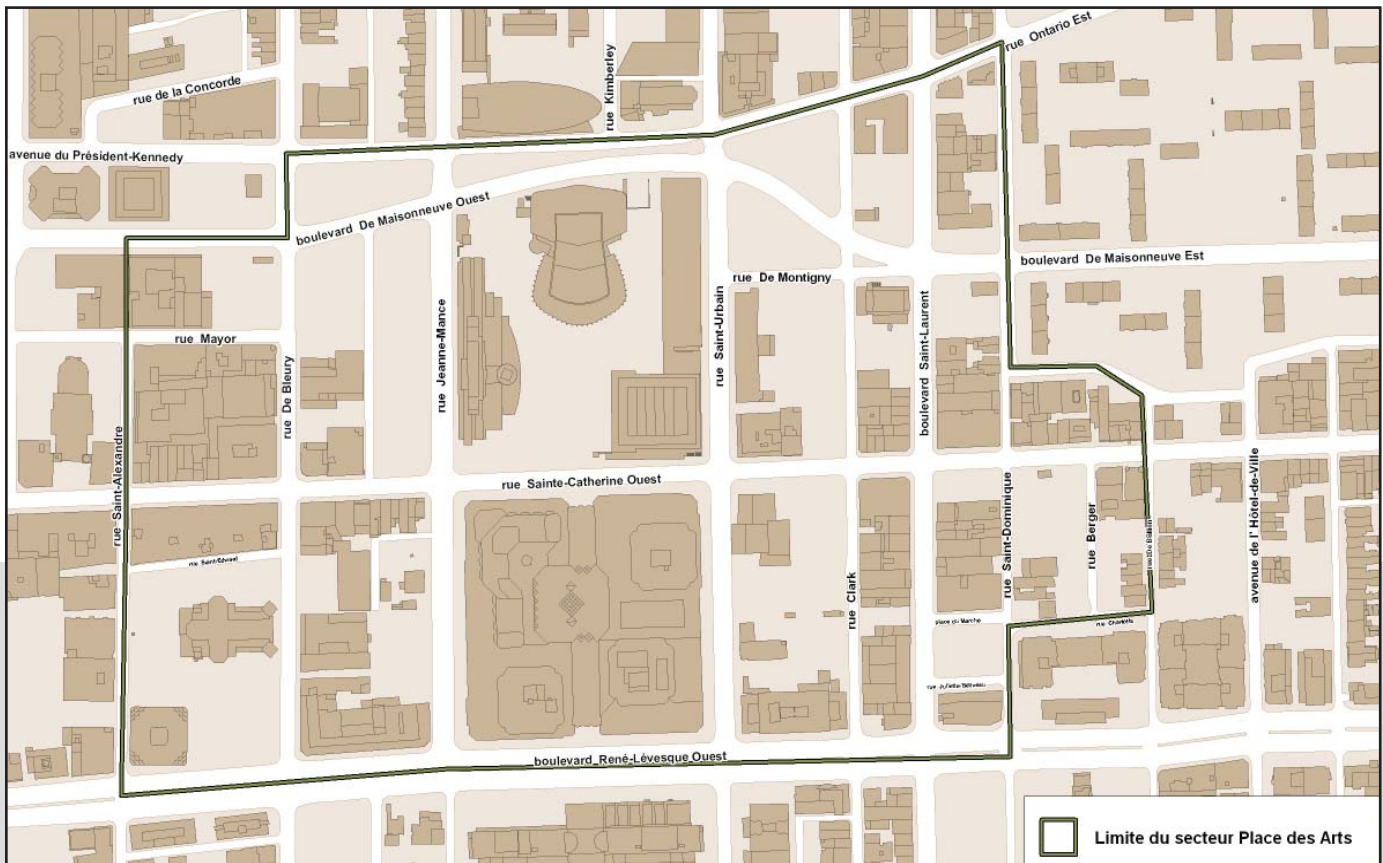 rue Ontario Est
rue Kimberley
rue de la Concorde
avenue du Président-Kennedy
boulevard De Maisonneuve Ouest
boulevard De Maisonneuve Est
rue De Montigny
rue Mayor
rue De Bleury
rue Jeanne-Mance
rue Saint-Urbain
boulevard Saint-Laurent
rue Saint-Alexandre
rue Sainte-Catherine Ouest
rue Saint-Dominique
rue Berger
avenue de l' Hôtel-de-Ville
rue Saint-Edward
rue Clark
place du Marché
rue Charlotte
boulevard René-Lévesque Ouest
Limite du secteur Place des Arts